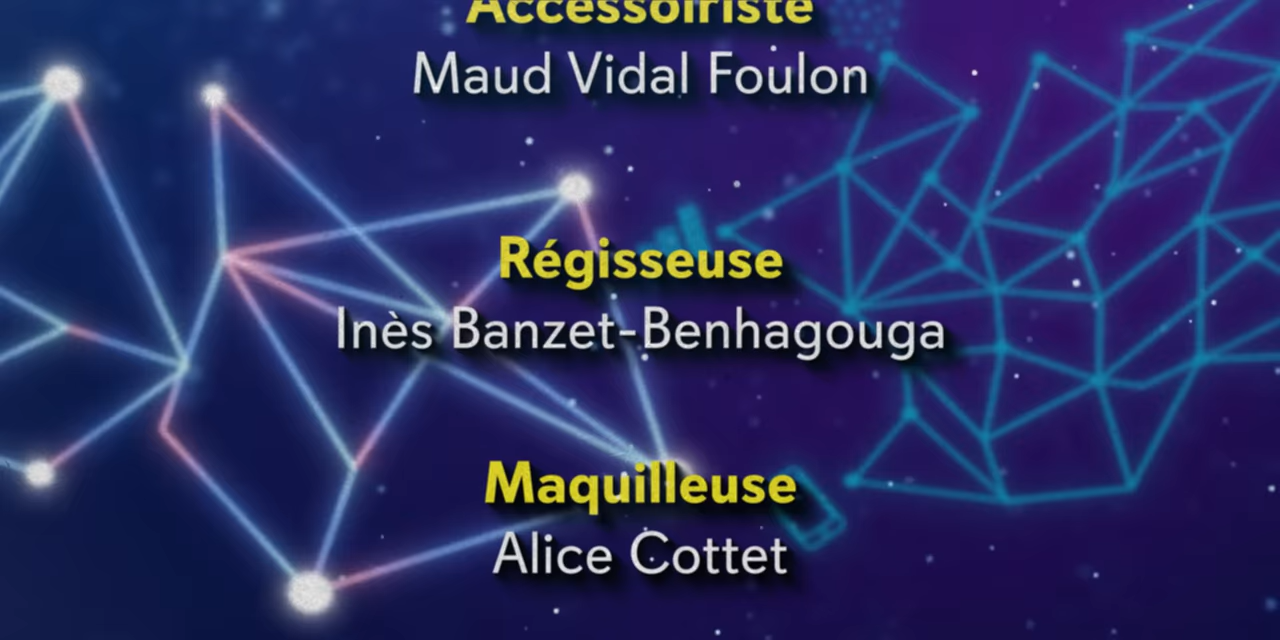 Accessoiriste
Maud Vidal Foulon
Régisseuse
Inès Banzet-Benhagouga
Maquilleuse
Alice Cottet